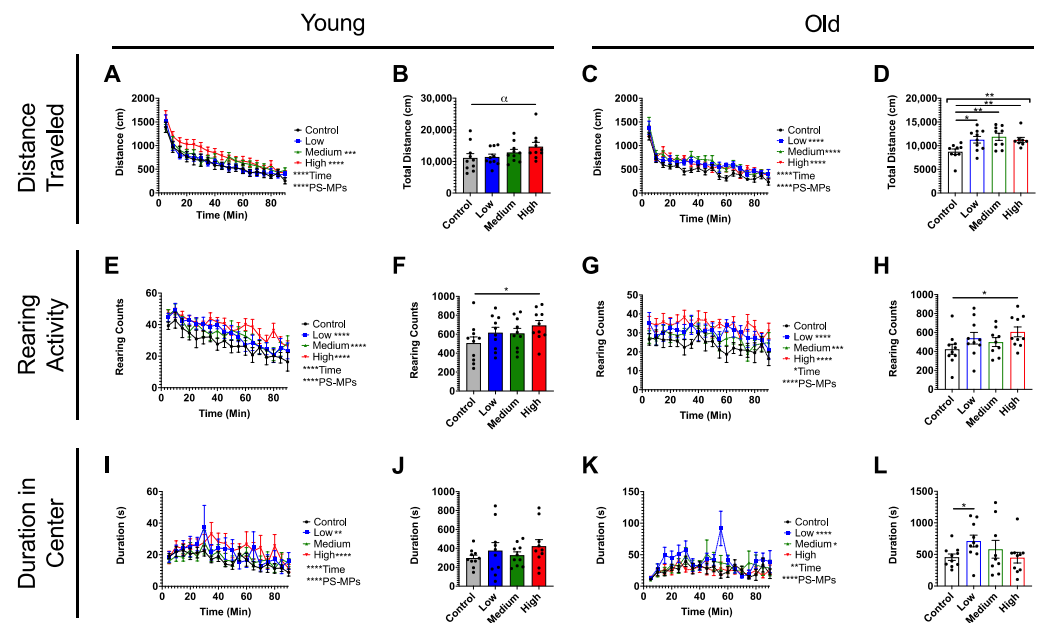 Young
Old
Distance
Traveled
A
2000
1500
1000
500
0
Distance (cm)
0 20 40 60 80
Time (Min)
Control
Low
Medium ***
High ****
****Time
****PS-MPs
B
30,000
20,000
10,000
0
Total Distance (cm)
α
Control
Low
Medium
High
C
2000
1500
1000
500
0
Distance (cm)
0 20 40 60 80
Time (Min)
Control
Low ****
Medium****
High ****
****Time
****PS-MPs
D
20,000
15,000
10,000
5000
0
Total Distance (cm)
**
**
**
*
Control
Low
Medium
High
Rearing
Activity
E
60
40
20
0
Rearing Counts
0 20 40 60 80
Time (Min)
Control
Low ****
Medium****
High****
****Time
****PS-MPs
F
1000
800
600
400
200
0
Rearing Counts
*
Control
Low
Medium
High
G
50
40
30
20
10
0
Rearing Counts
0 20 40 60 80
Time (Min)
Control
Low ****
Medium***
High ****
*Time
****PS-MPs
H
1000
800
600
400
200
0
Rearing Counts
*
Control
Low
Medium
High
Duration in
Center
I
60
40
20
0
Duration (s)
0 20 40 60 80
Time (Min)
Control
Low **
Medium
High****
****Time
****PS-MPs
J
1000
800
600
400
200
0
Duration (s)
Control
Low
Medium
High
K
150
100
50
0
Duration (s)
0 20 40 60 80
Time (Min)
Control
Low ****
Medium *
High
**Time
****PS-MPs
L
1500
1000
500
0
Duration (s)
*
Control
Low
Medium
High